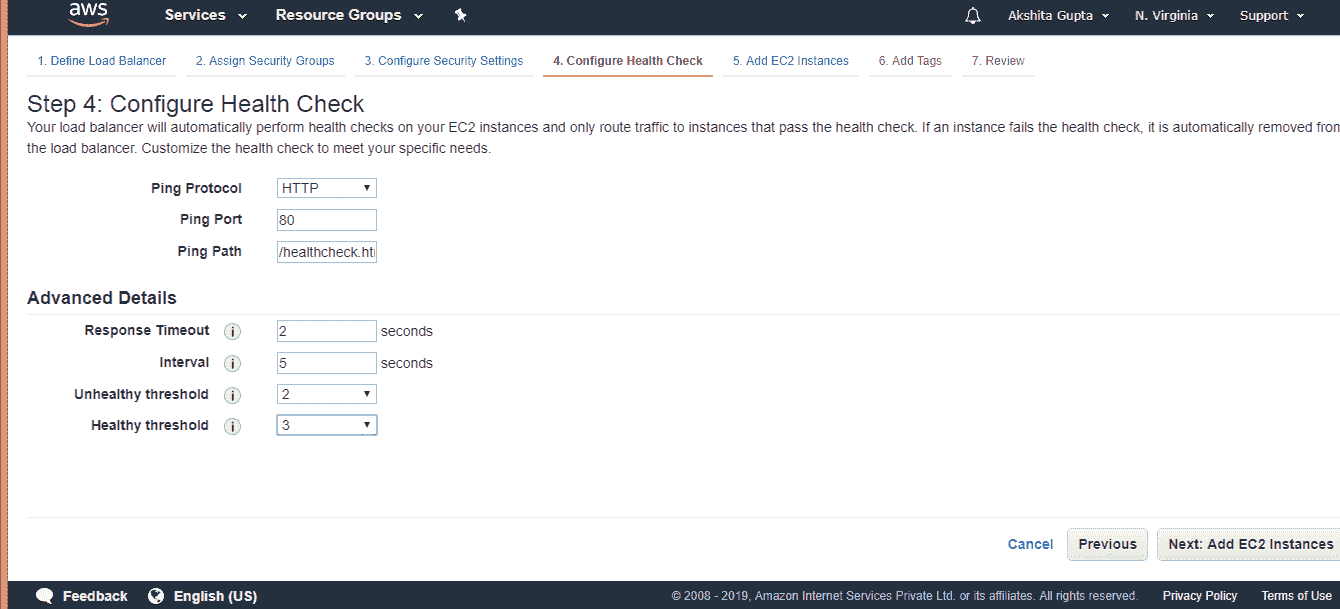 aws Services Resource Groups Akshita Gupta N. Virginia Support
1. Define Load Balancer 2. Assign Security Groups 3. Configure Security Settings 4. Configure Health Check 5. Add EC2 Instances 6. Add Tags 7. Review
Step 4: Configure Health Check
Your load balancer will automatically perform health checks on your EC2 instances and only route traffic to instances that pass the health check. If an instance fails the health check, it is automatically removed from
the load balancer. Customize the health check to meet your specific needs.
Ping Protocol HTTP
Ping Port 80
Ping Path /healthcheck.ht
Advanced Details
Response Timeout i 2 seconds
Interval i 5 seconds
Unhealthy threshold i 2
Healthy threshold i 3
Cancel Previous Next: Add EC2 Instances
Feedback English (US) © 2008 - 2019, Amazon Internet Services Private Ltd. or its affiliates. All rights reserved. Privacy Policy Terms of Use